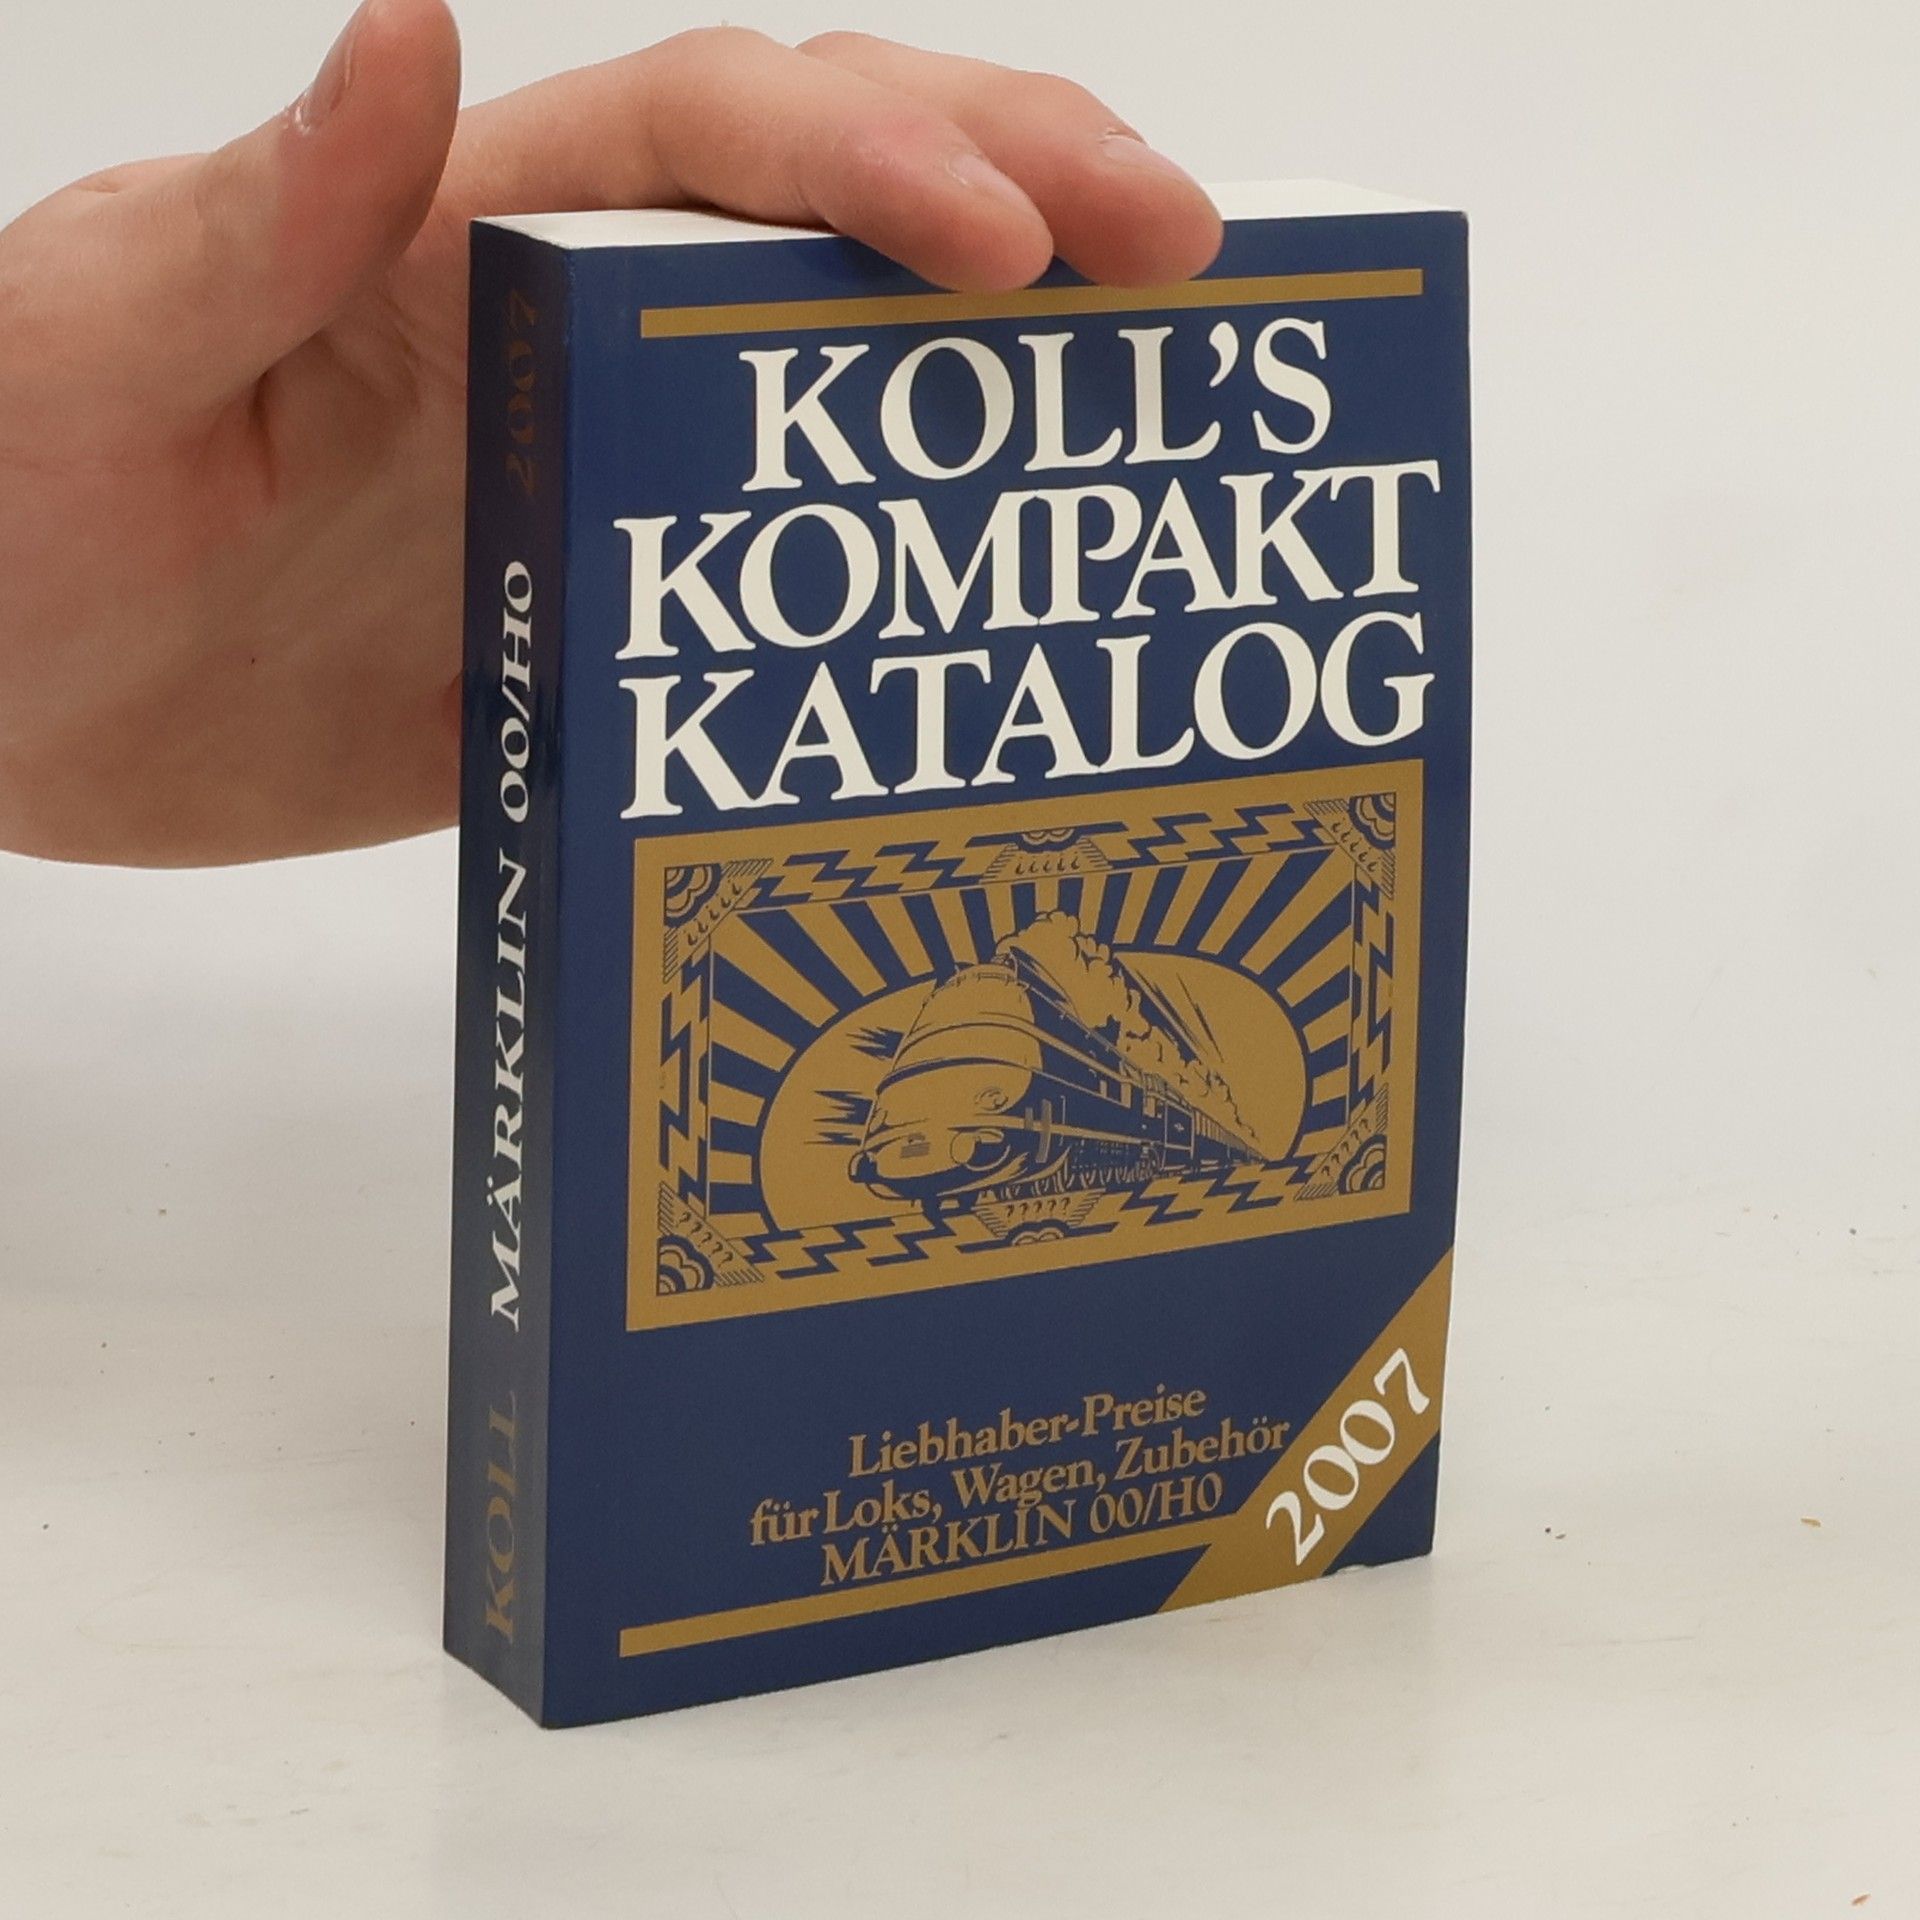 KOLL'S
KOMPAKT
KATALOG
Liebhaber-Preise
für Loks, Wagen, Zubehör
MÄRKLIN 00/H0
2007
KOLL MÄRKLIN 00/H0 2007